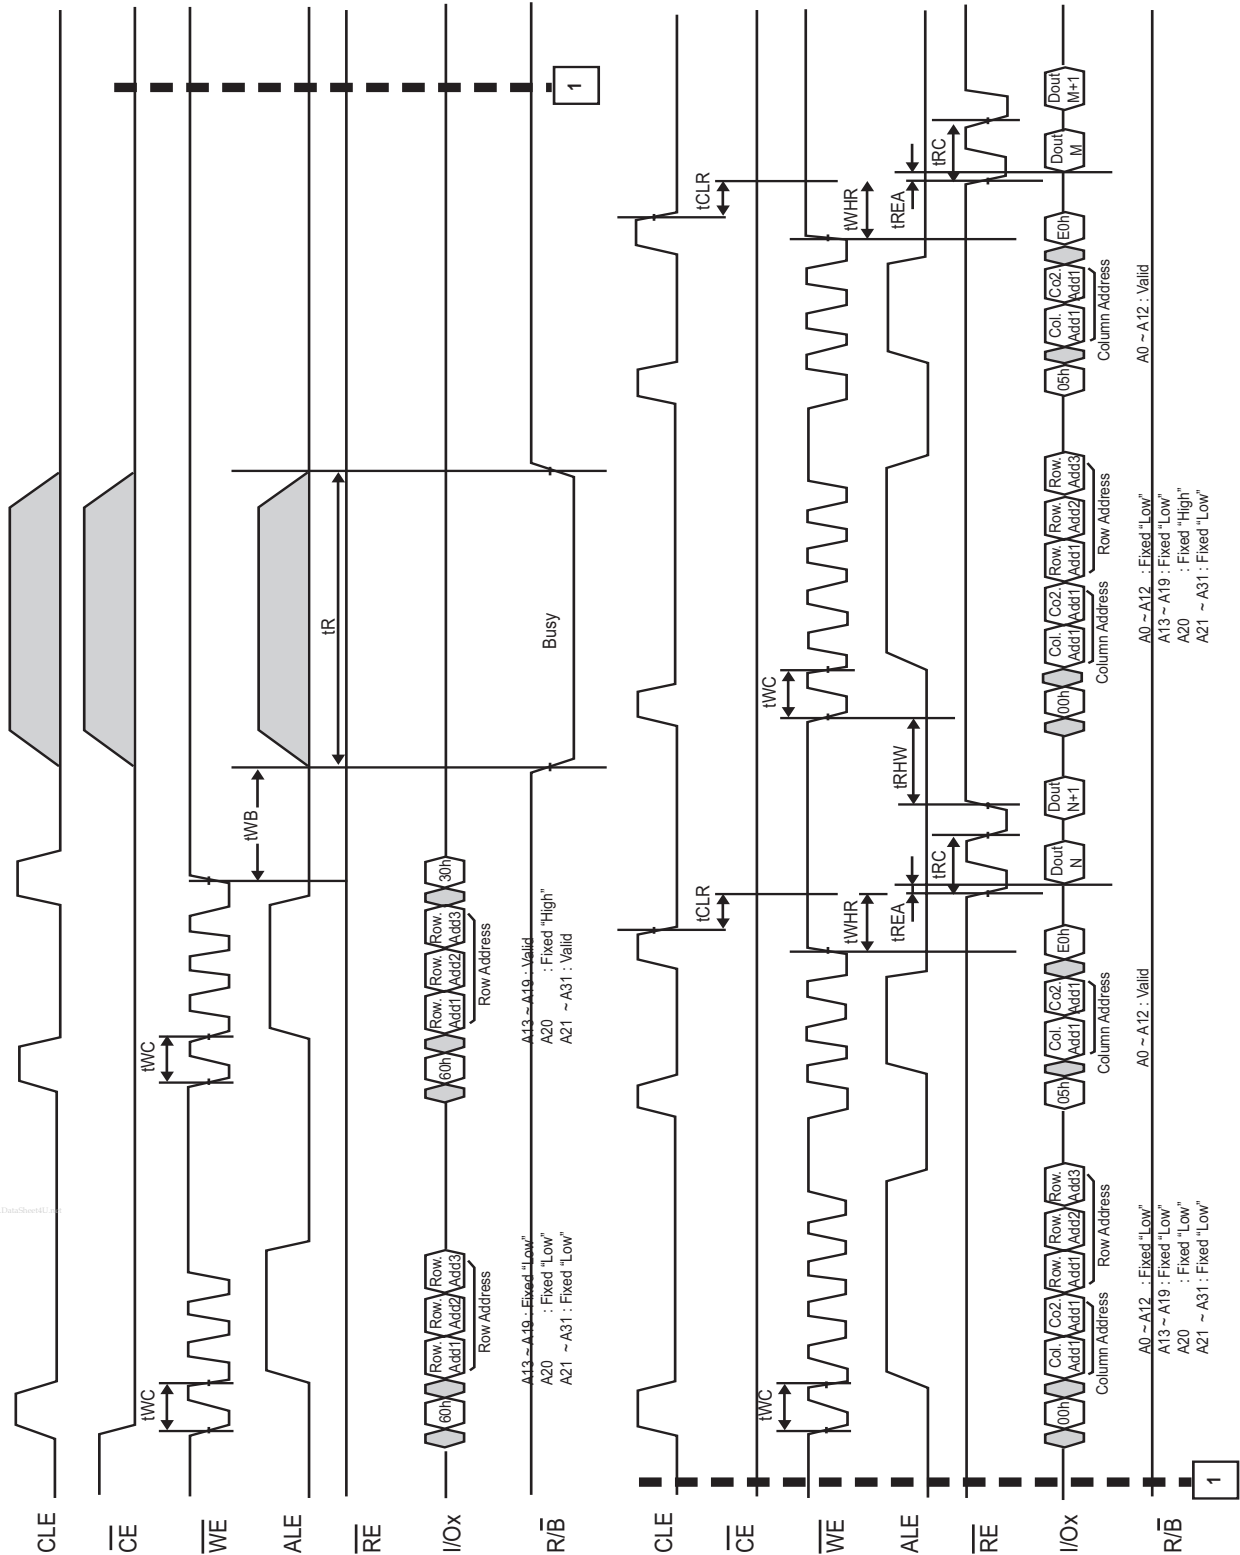 CLE
CE
WE
ALE
RE
I/Ox
R/B
tWC
tWC
tWB
tR
60h
Row. Add1
Row. Add2
Row. Add3
Row Address
60h
Row. Add1
Row. Add2
Row. Add3
Row Address
30h
Busy
A13 ~ A19 : Fixed “Low”
A20 : Fixed “Low”
A21 ~ A31 : Fixed “Low”
A13 ~ A19 : Valid
A20 : Fixed “High”
A21 ~ A31 : Valid
1
CLE
CE
WE
ALE
RE
I/Ox
R/B
1
tCLR
tCLR
tWC
tWHR
tWC
tWHR
tREA
tRHW
tREA
tRC
tRC
00h
Col. Add1
Co2. Add1
Row. Add1
Row. Add2
Row. Add3
Column Address
Row Address
05h
Col. Add1
Co2. Add1
Column Address
E0h
Dout N
Dout N+1
00h
Col. Add1
Co2. Add1
Row. Add1
Row. Add2
Row. Add3
Column Address
Row Address
05h
Col. Add1
Co2. Add1
Column Address
E0h
Dout M
Dout M+1
A0 ~ A12 : Fixed “Low”
A13 ~ A19 : Fixed “Low”
A20 : Fixed “Low”
A21 ~ A31 : Fixed “Low”
A0 ~ A12 : Valid
A0 ~ A12 : Fixed “Low”
A13 ~ A19 : Fixed “Low”
A20 : Fixed “High”
A21 ~ A31 : Fixed “Low”
A0 ~ A12 : Valid